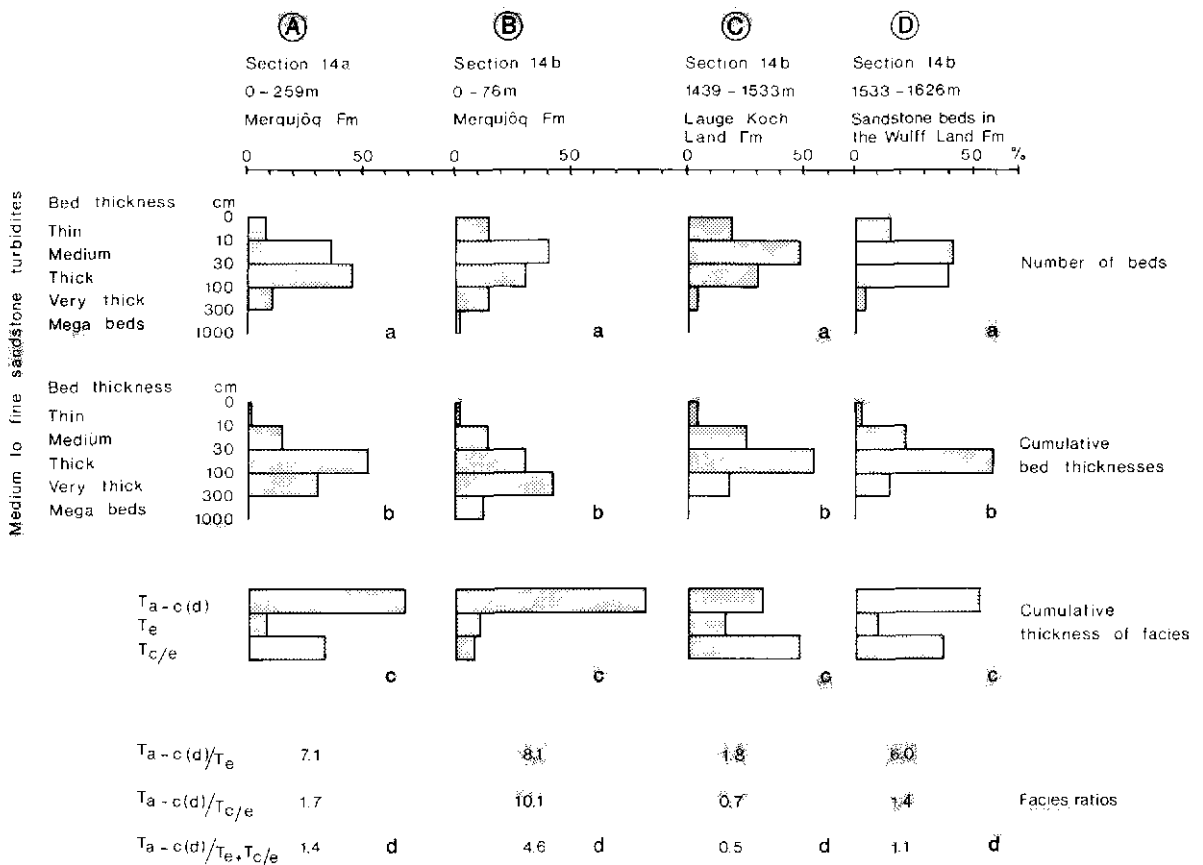 A B C D
Section 14a Section 14b Section 14b Section 14b
0-259m 0-76m 1439-1533m 1533-1626m
Merqujôq Fm Merqujôq Fm Lauge Koch Land Fm Sandstone beds in the Wulff Land Fm
0 50 0 50 0 50 0 50 %
Medium to fine sandstone turbidites
Bed thickness cm
0
Thin
10
Medium
30
Thick
100
Very thick
300
Mega beds
1000
a a a a
Number of beds
Bed thickness cm
0
Thin
10
Medium
30
Thick
100
Very thick
300
Mega beds
1000
b b b b
Cumulative
bed thicknesses
Ta-c(d)
Te
Tc/e
c c c c
Cumulative
thickness of facies
Ta-c(d)/Te 7.1 8.1 1.8 6.0
Ta-c(d)/Tc/e 1.7 10.1 0.7 1.4 Facies ratios
Ta-c(d)/Te+Tc/e 1.4 d 4.6 d 0.5 d 1.1 d